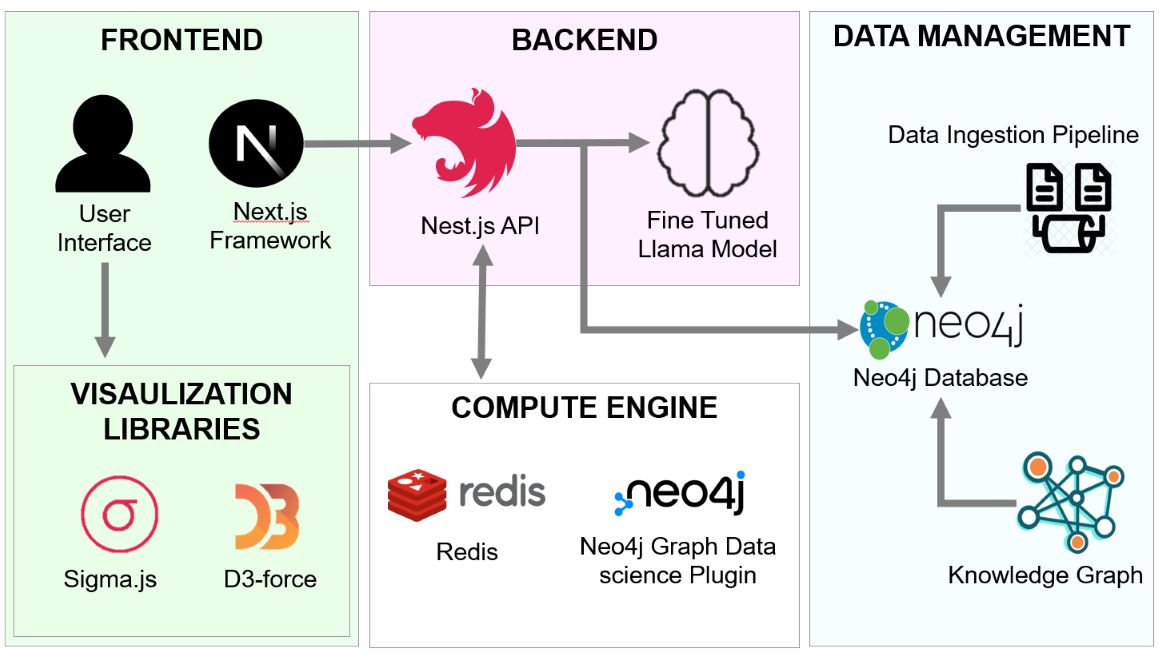 FRONTEND
User
Interface
N
Next.js
Framework
VISAULIZATION
LIBRARIES
σ
Sigma.js
D3
D3-force
BACKEND
Nest.js API
Fine Tuned
Llama Model
COMPUTE ENGINE
redis
Redis
neo4j
Neo4j Graph Data
science Plugin
DATA MANAGEMENT
Data Ingestion Pipeline
neo4j
Neo4j Database
Knowledge Graph